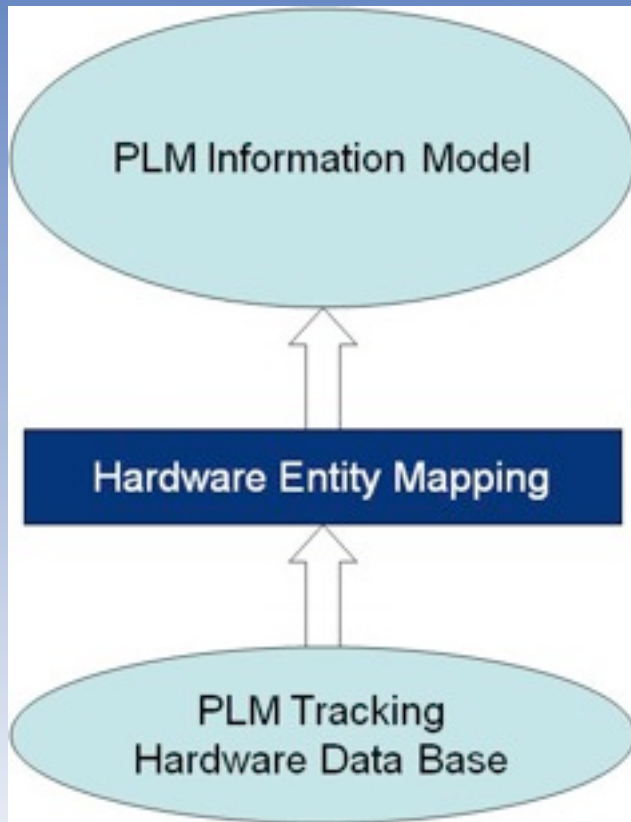 PLM Information Model
Hardware Entity Mapping
PLM Tracking
Hardware Data Base